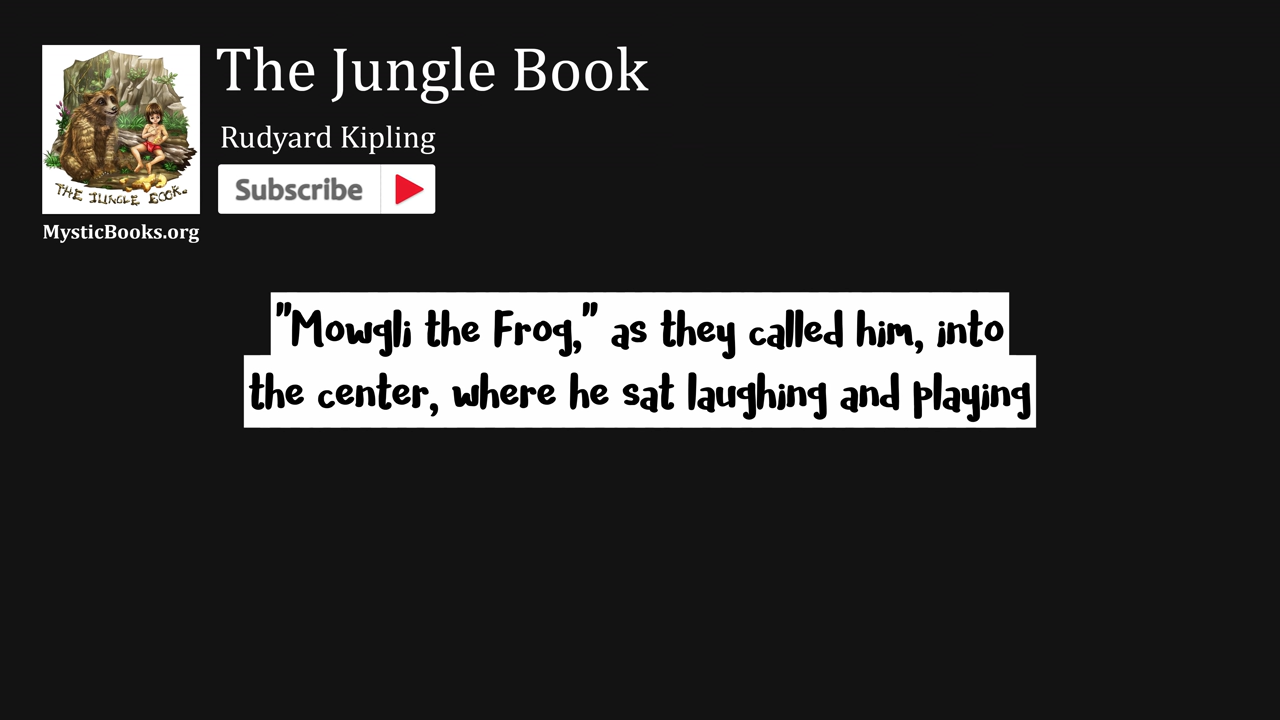 The Jungle Book
Rudyard Kipling
Subscribe
THE JUNGLE BOOK.
MysticBooks.org
"Mowgli the Frog," as they called him, into
the center, where he sat laughing and playing